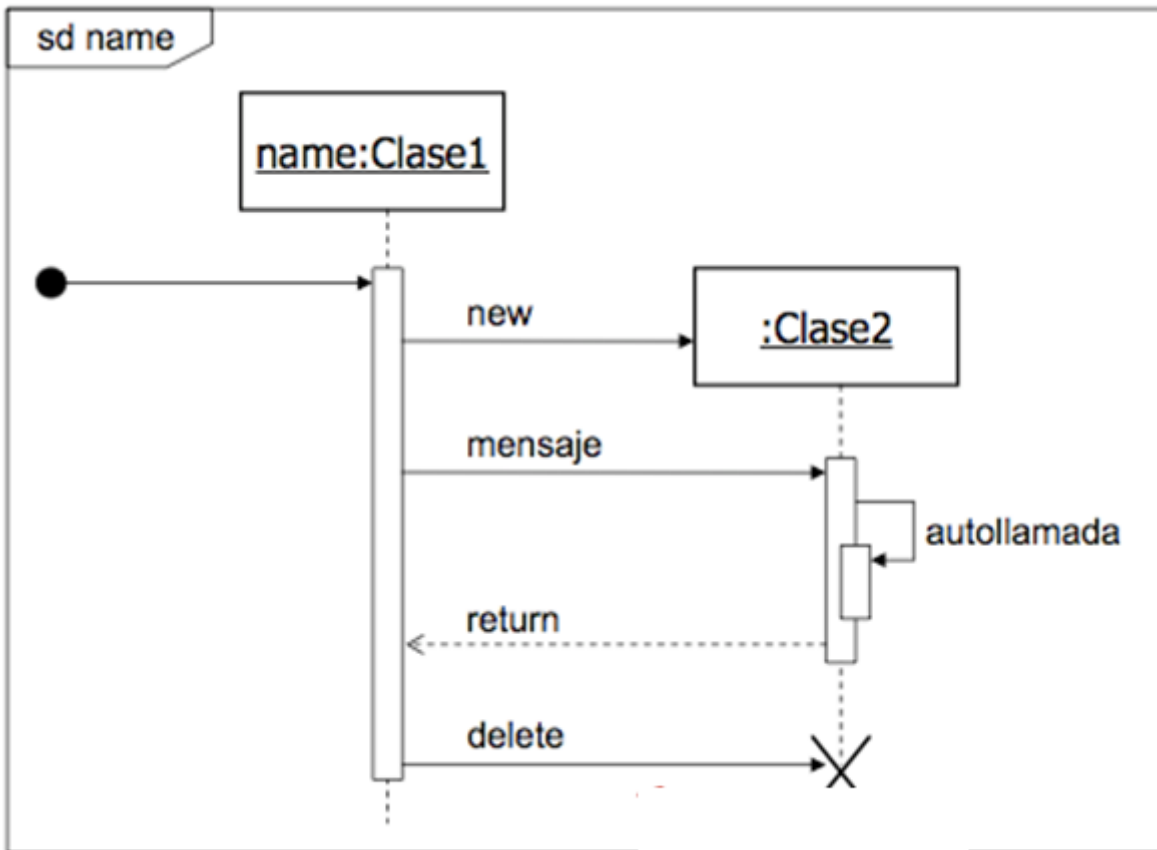 sd name
name:Clase1
new
:Clase2
mensaje
autollamada
return
delete